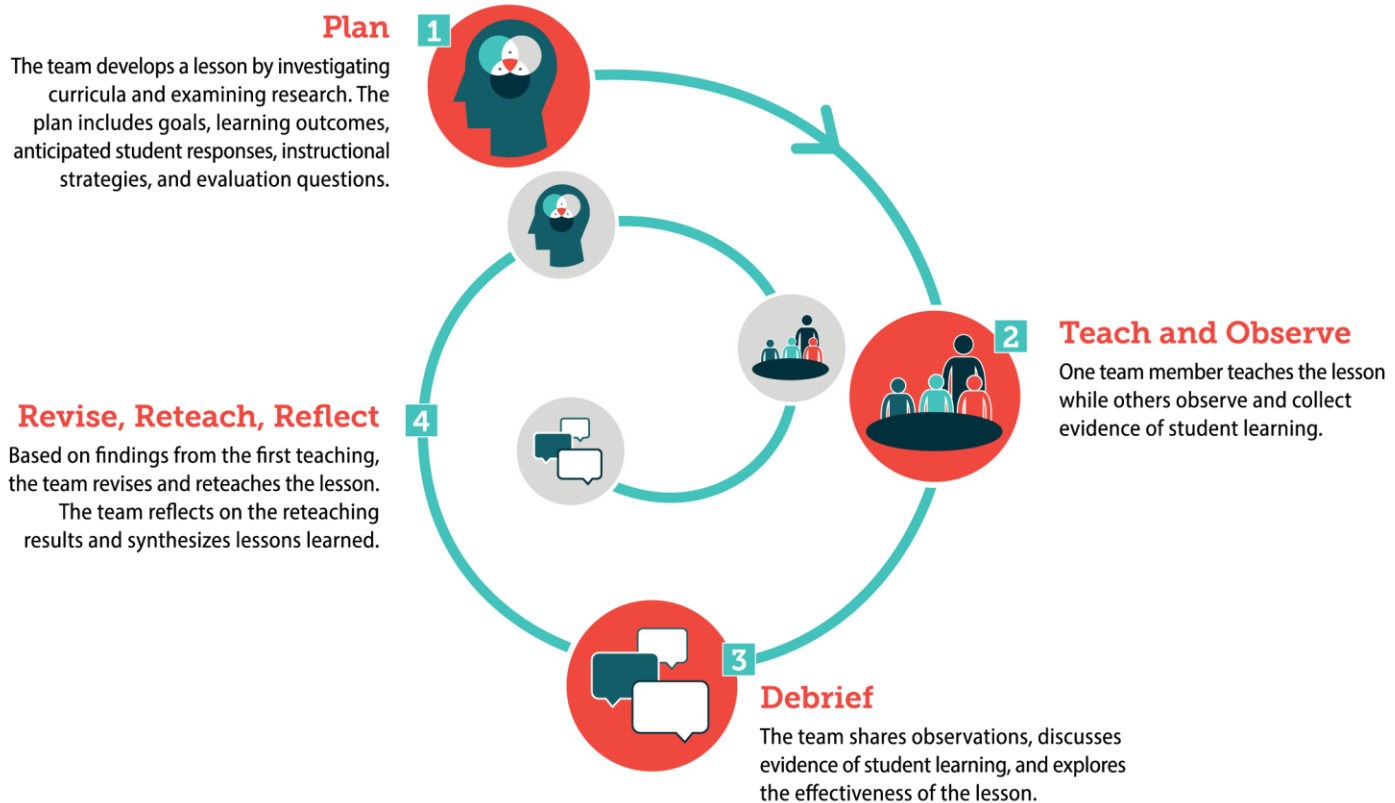 Plan
1
The team develops a lesson by investigating
curricula and examining research. The
plan includes goals, learning outcomes,
anticipated student responses, instructional
strategies, and evaluation questions.
2
Teach and Observe
One team member teaches the lesson
while others observe and collect
evidence of student learning.
3
Debrief
The team shares observations, discusses
evidence of student learning, and explores
the effectiveness of the lesson.
Revise, Reteach, Reflect
4
Based on findings from the first teaching,
the team revises and reteaches the lesson.
The team reflects on the reteaching
results and synthesizes lessons learned.